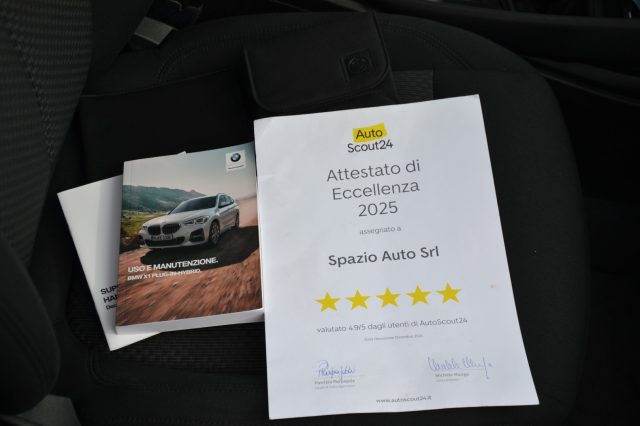 Auto
Scout24
Attestato di
Eccellenza
2025
assegnato a
Spazio Auto Srl
valutato 4.9/5 dagli utenti di AutoScout24
www.autoscout24.it
USO E MANUTENZIONE.
BMW X1 PLUG-IN-HYBRID.